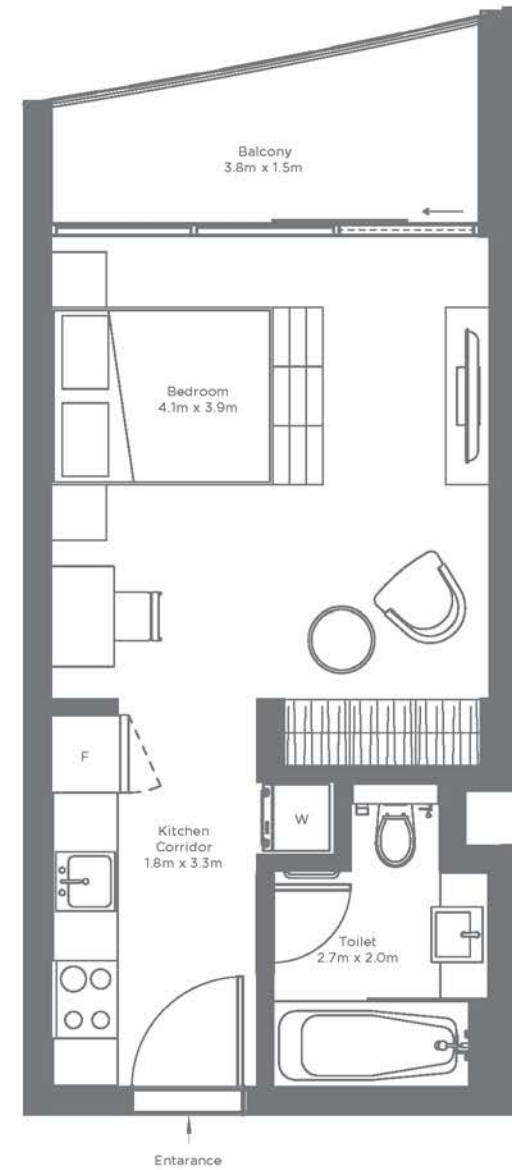 Balcony
3.8m x 1.5m
Bedroom
4.1m x 3.9m
F
W
Kitchen
Corridor
1.8m x 3.3m
Toilet
2.7m x 2.0m
Entarance